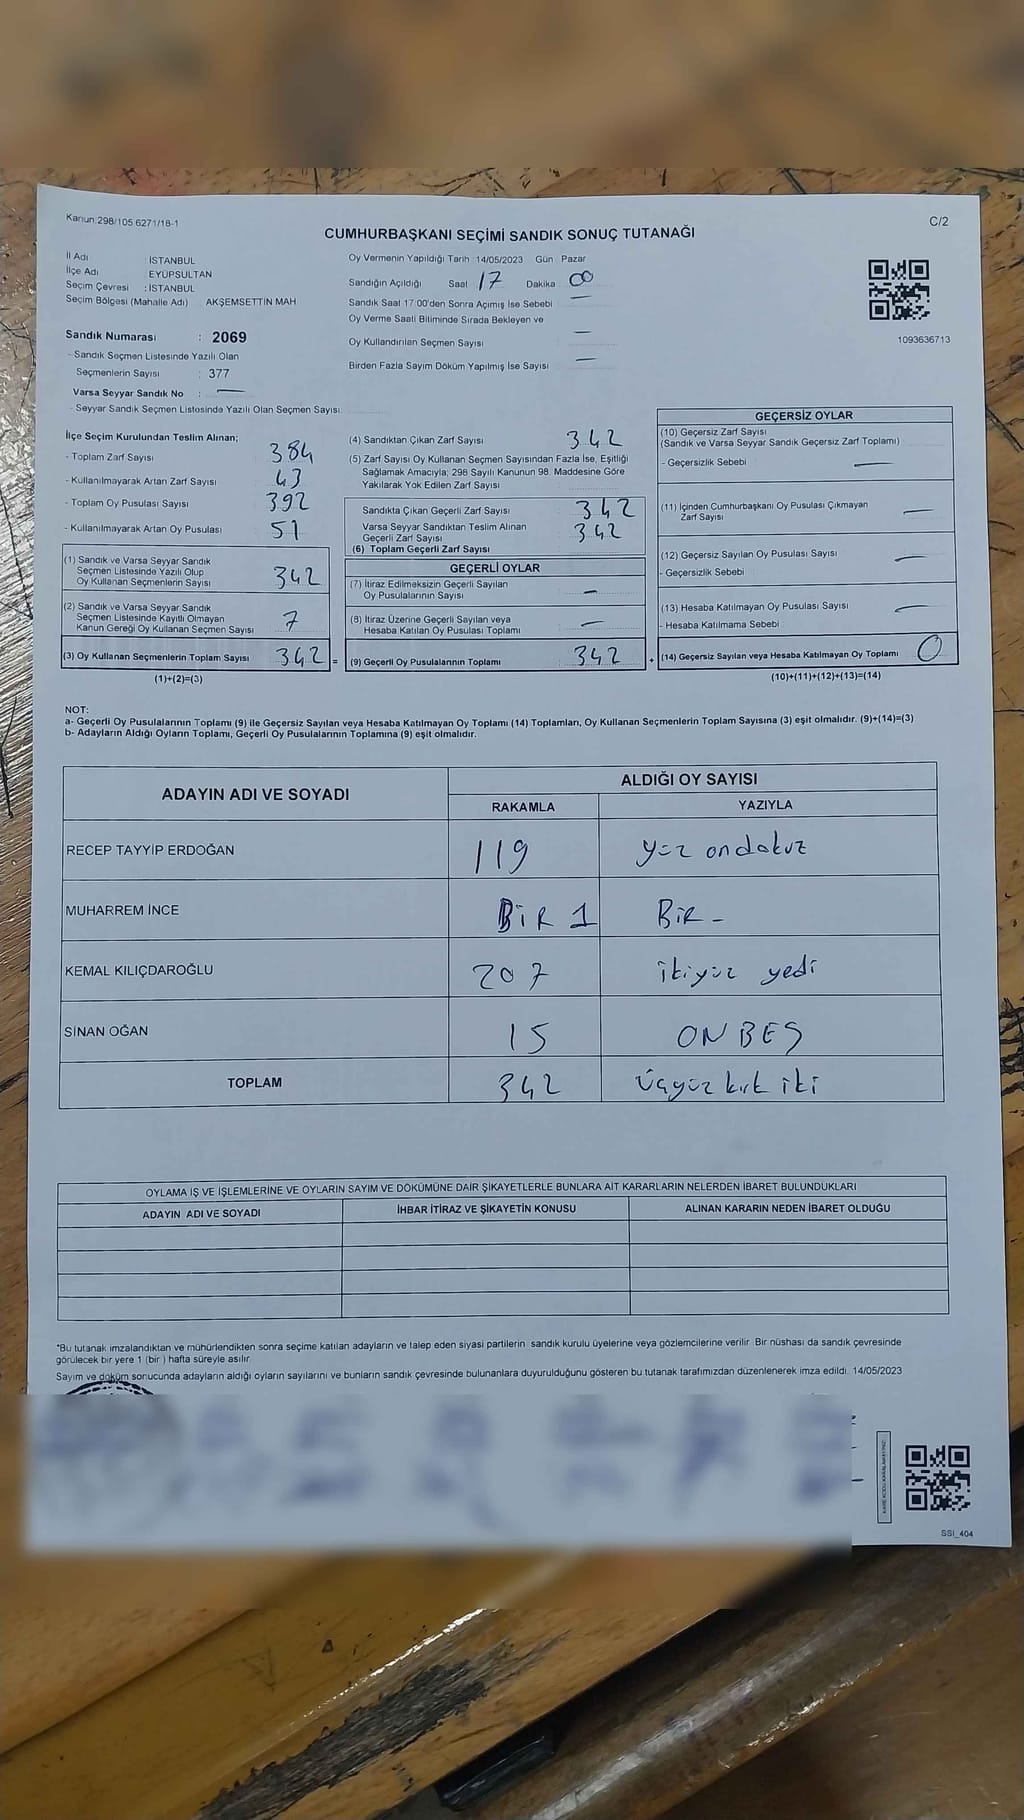 Kanun:298/105 6271/18-1
C/2
CUMHURBAŞKANI SEÇİMİ SANDIK SONUÇ TUTANAĞI
İl Adı : İSTANBUL
İlçe Adı EYÜPSULTAN
Seçim Çevresi : İSTANBUL
Seçim Bölgesi (Mahalle Adı) AKŞEMSETTİN MAH
Sandık Numarası : 2069
- Sandık Seçmen Listesinde Yazılı Olan
Seçmenlerin Sayısı : 377
Varsa Seyyar Sandık No : —
- Seyyar Sandık Seçmen Listesinde Yazılı Olan Seçmen Sayısı:
Oy Vermenin Yapıldığı Tarih 14/05/2023 Gün Pazar
Sandığın Açıldığı Saat 17 Dakika 00
Sandık Saat 17:00'den Sonra Açımış İse Sebebi —
Oy Verme Saati Bitiminde Sırada Bekleyen ve
Oy Kullandırılan Seçmen Sayısı —
Birden Fazla Sayım Döküm Yapılmış İse Sayısı —
1093636713
İlçe Seçim Kurulundan Teslim Alınan;
- Toplam Zarf Sayısı 384
- Kullanılmayarak Artan Zarf Sayısı 43
- Toplam Oy Pusulası Sayısı 392
- Kullanılmayarak Artan Oy Pusulası 51
(1) Sandık ve Varsa Seyyar Sandık
Seçmen Listesinde Yazılı Olup
Oy Kullanan Seçmenlerin Sayısı 342
(2) Sandık ve Varsa Seyyar Sandık
Seçmen Listesinde Kayıtlı Olmayan
Kanun Gereği Oy Kullanan Seçmen Sayısı 7
(3) Oy Kullanan Seçmenlerin Toplam Sayısı 342 =
(1)+(2)=(3)
(4) Sandıktan Çıkan Zarf Sayısı 342
(5) Zarf Sayısı Oy Kullanan Seçmen Sayısından Fazla İse, Eşitliği
Sağlamak Amacıyla; 298 Sayılı Kanunun 98. Maddesine Göre
Yakılarak Yok Edilen Zarf Sayısı
Sandıkta Çıkan Geçerli Zarf Sayısı 342
Varsa Seyyar Sandıktan Teslim Alınan
Geçerli Zarf Sayısı 342
(6) Toplam Geçerli Zarf Sayısı
GEÇERLİ OYLAR
(7) İtiraz Edilmeksizin Geçerli Sayılan
Oy Pusulalarının Sayısı —
(8) İtiraz Üzerine Geçerli Sayılan veya
Hesaba Katılan Oy Pusulası Toplamı —
(9) Geçerli Oy Pusulalarının Toplamı 342 +
GEÇERSİZ OYLAR
(10) Geçersiz Zarf Sayısı
(Sandık ve Varsa Seyyar Sandık Geçersiz Zarf Toplamı)
- Geçersizlik Sebebi —
(11) İçinden Cumhurbaşkanı Oy Pusulası Çıkmayan
Zarf Sayısı —
(12) Geçersiz Sayılan Oy Pusulası Sayısı —
- Geçersizlik Sebebi
(13) Hesaba Katılmayan Oy Pusulası Sayısı —
- Hesaba Katılmama Sebebi
(14) Geçersiz Sayılan veya Hesaba Katılmayan Oy Toplamı 0
(10)+(11)+(12)+(13)=(14)
NOT:
a- Geçerli Oy Pusulalarının Toplamı (9) ile Geçersiz Sayılan veya Hesaba Katılmayan Oy Toplamı (14) Toplamları, Oy Kullanan Seçmenlerin Toplam Sayısına (3) eşit olmalıdır. (9)+(14)=(3)
b- Adayların Aldığı Oyların Toplamı, Geçerli Oy Pusulalarının Toplamına (9) eşit olmalıdır.
ADAYIN ADI VE SOYADI ALDIĞI OY SAYISI
RAKAMLA YAZIYLA
RECEP TAYYİP ERDOĞAN 119 yüz ondokuz
MUHARREM İNCE BİR 1 BİR -
KEMAL KILIÇDAROĞLU 207 ikiyüz yedi
SİNAN OĞAN 15 ONBEŞ
TOPLAM 342 Üçyüz kırk iki
OYLAMA İŞ VE İŞLEMLERİNE VE OYLARIN SAYIM VE DÖKÜMÜNE DAİR ŞİKAYETLERLE BUNLARA AİT KARARLARIN NELERDEN İBARET BULUNDUKLARI
ADAYIN ADI VE SOYADI İHBAR İTİRAZ VE ŞİKAYETİN KONUSU ALINAN KARARIN NEDEN İBARET OLDUĞU
*Bu tutanak imzalandıktan ve mühürlendikten sonra seçime katılan adayların ve talep eden siyasi partilerin sandık kurulu üyelerine veya gözlemcilerine verilir. Bir nüshası da sandık çevresinde
görülecek bir yere 1 (bir ) hafta süreyle asılır.
Sayım ve döküm sonucunda adayların aldığı oyların sayılarını ve bunların sandık çevresinde bulunanlara duyurulduğunu gösteren bu tutanak tarafımızdan düzenlenerek imza edildi. 14/05/2023
SSI_404